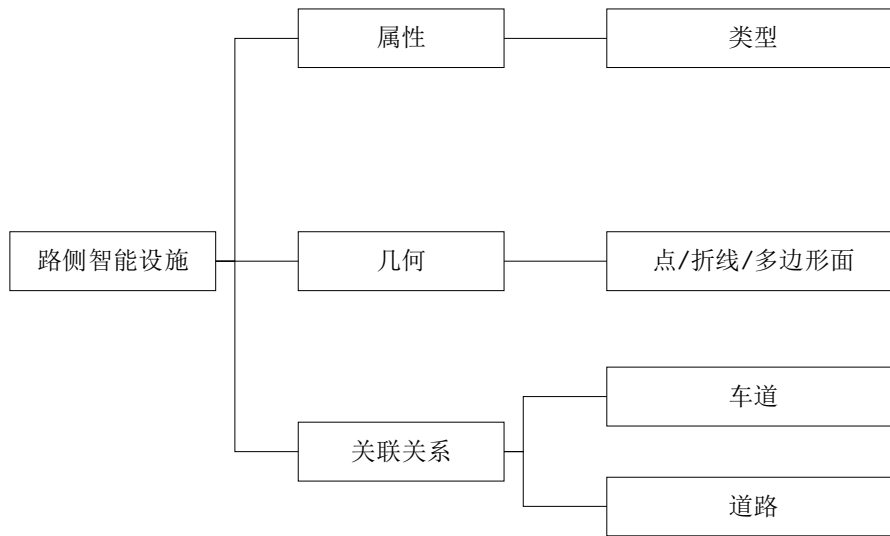 属性
类型
路侧智能设施
几何
点/折线/多边形面
关联关系
车道
道路